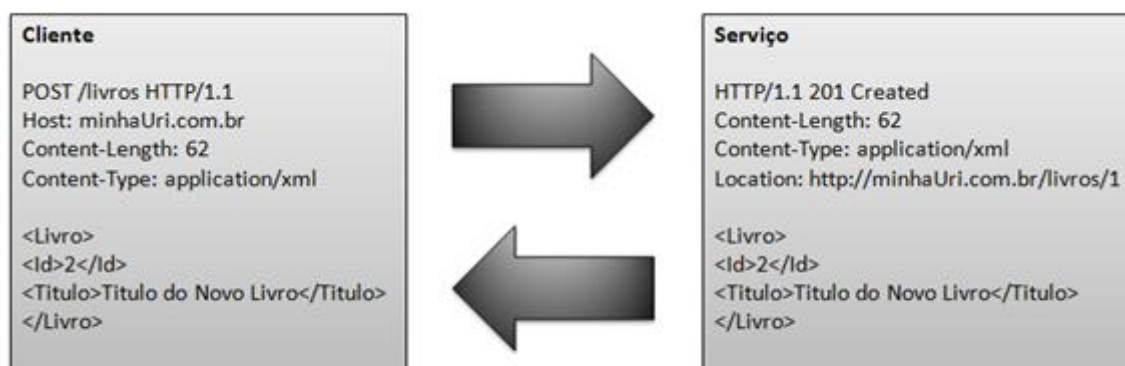 Cliente
POST /livros HTTP/1.1
Host: minhaUri.com.br
Content-Length: 62
Content-Type: application/xml
<Livro>
<Id>2</Id>
<Titulo>Titulo do Novo Livro</Titulo>
</Livro>
Serviço
HTTP/1.1 201 Created
Content-Length: 62
Content-Type: application/xml
Location: http://minhaUri.com.br/livros/1
<Livro>
<Id>2</Id>
<Titulo>Titulo do Novo Livro</Titulo>
</Livro>